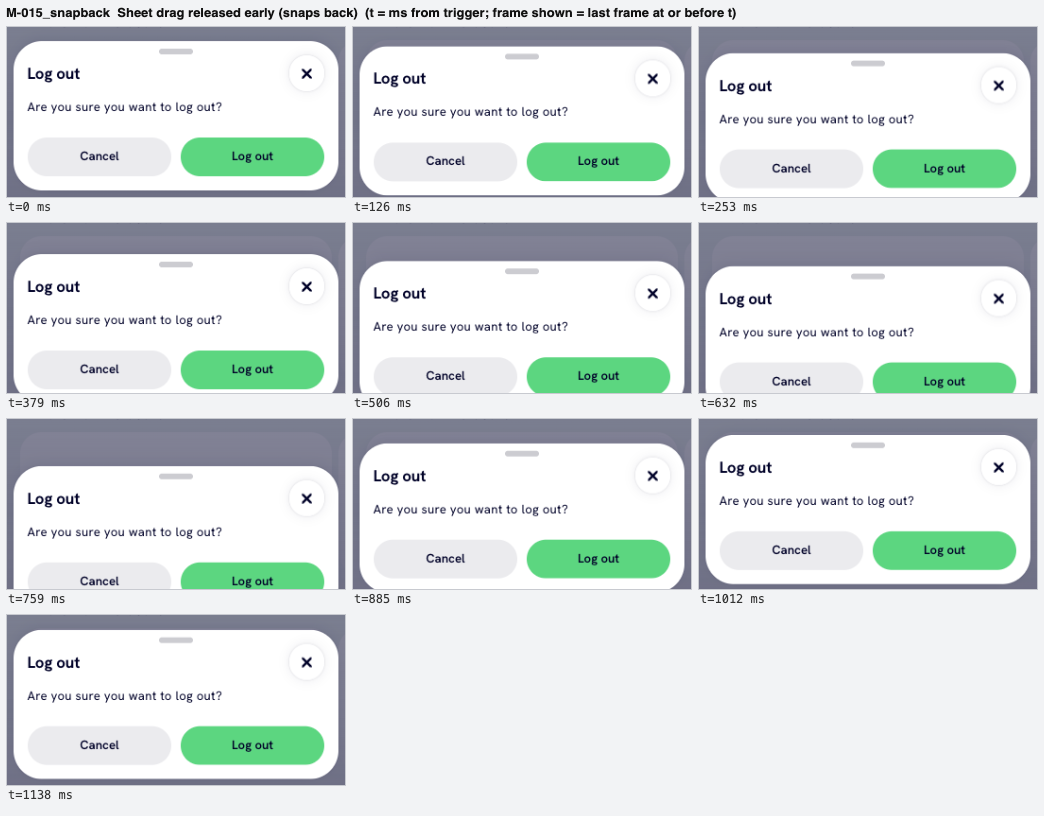 M-015_snapback  Sheet drag released early (snaps back)  (t = ms from trigger; frame shown = last frame at or before t)
Log out
Are you sure you want to log out?
Cancel Log out
t=0 ms
Log out
Are you sure you want to log out?
Cancel Log out
t=126 ms
Log out
Are you sure you want to log out?
Cancel Log out
t=253 ms
Log out
Are you sure you want to log out?
Cancel Log out
t=379 ms
Log out
Are you sure you want to log out?
Cancel Log out
t=506 ms
Log out
Are you sure you want to log out?
Cancel Log out
t=632 ms
Log out
Are you sure you want to log out?
Cancel Log out
t=759 ms
Log out
Are you sure you want to log out?
Cancel Log out
t=885 ms
Log out
Are you sure you want to log out?
Cancel Log out
t=1012 ms
Log out
Are you sure you want to log out?
Cancel Log out
t=1138 ms